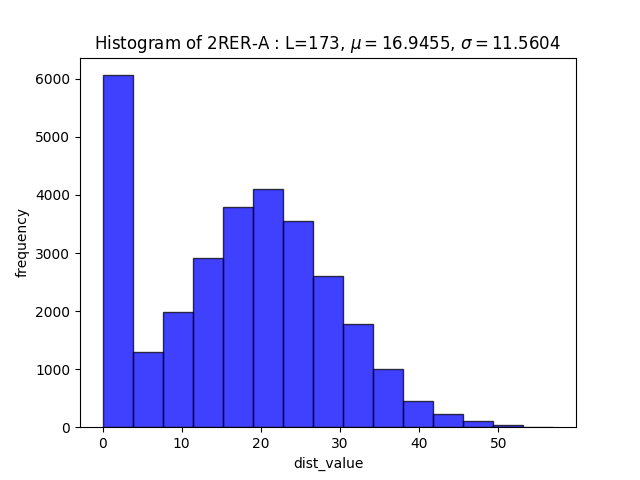 Histogram of 2RER-A : L=173, μ = 16.9455, σ = 11.5604
6000
5000
4000
3000
2000
1000
0
frequency
0 10 20 30 40 50
dist_value